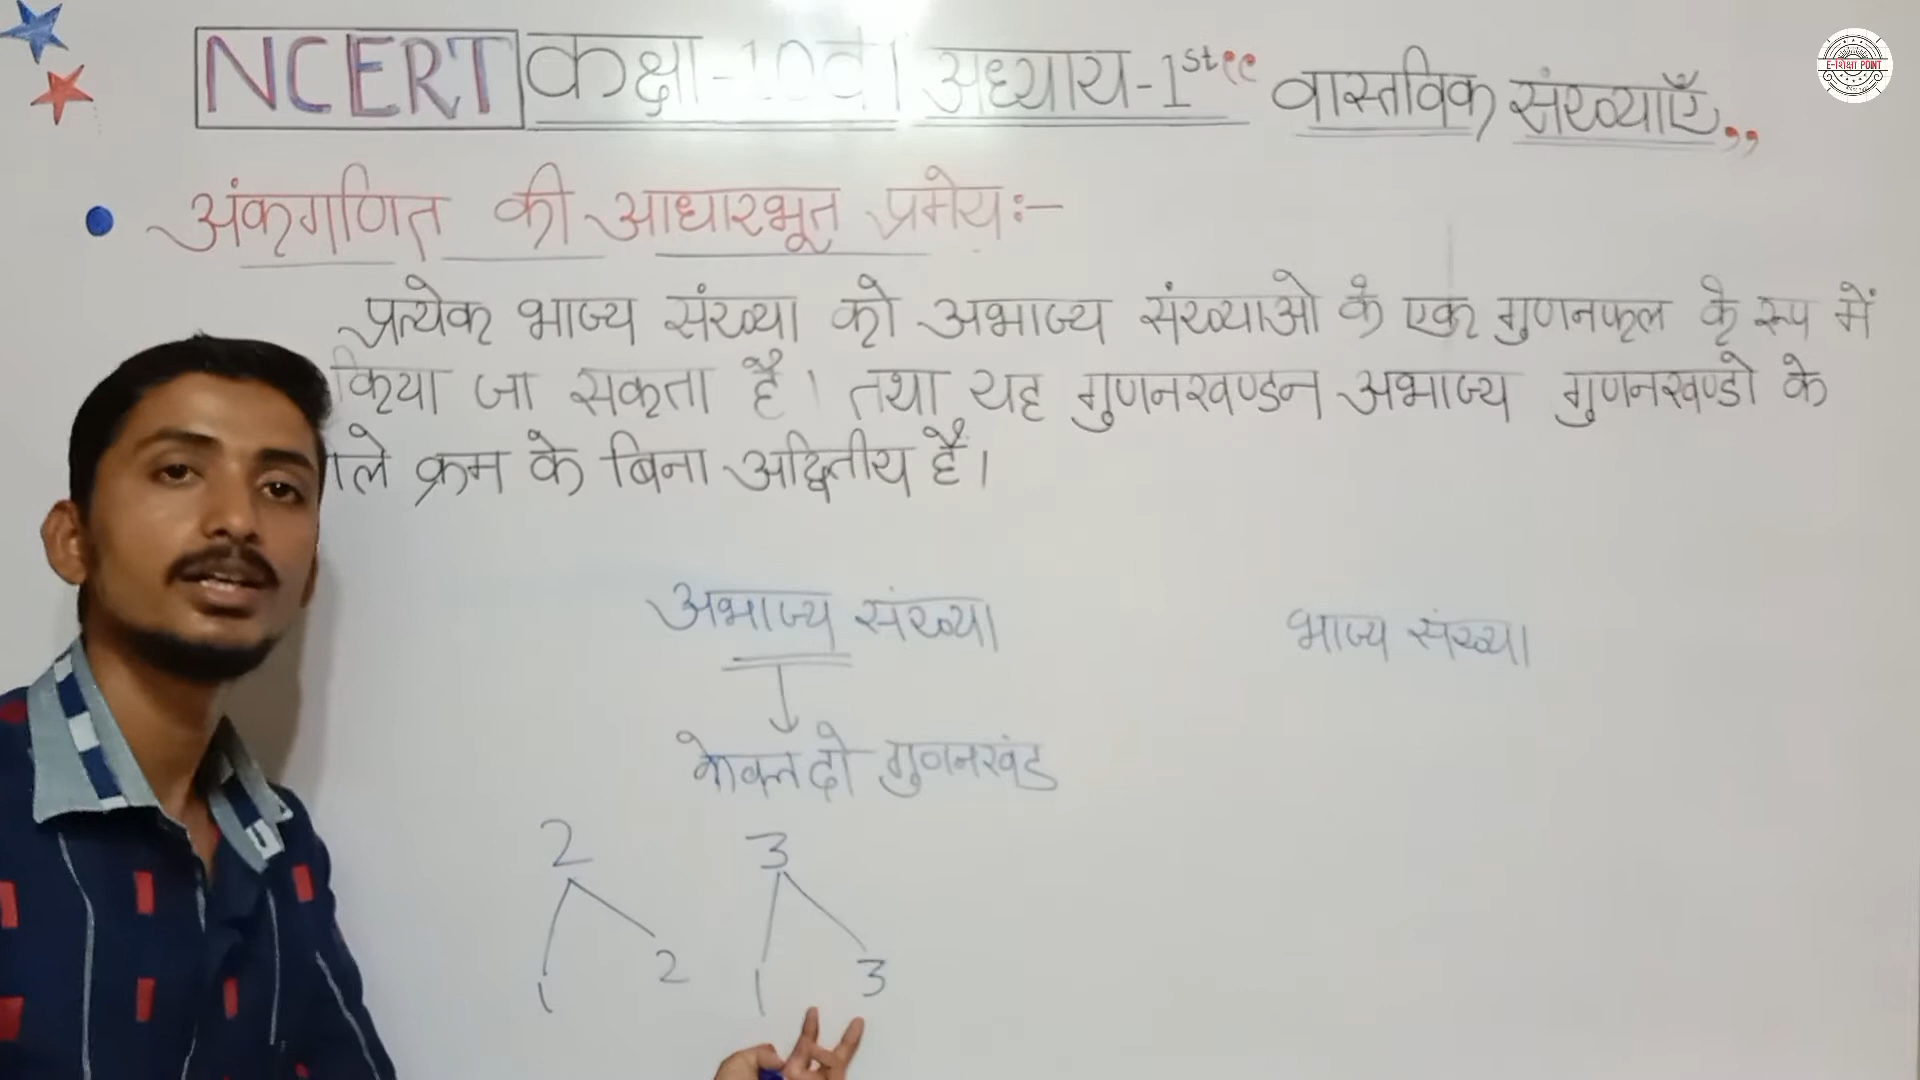 NCERT कक्षा-10वीं अध्याय-1st "वास्तविक संख्याएँ,,
E-शिक्षा POINT
अंकगणित की आधारभूत प्रमेय:-
प्रत्येक भाज्य संख्या को अभाज्य संख्याओ के एक गुणनफल के रूप में
किया जा सकता है। तथा यह गुणनखण्डन अभाज्य गुणनखण्डो के
क्रम के बिना अद्वितीय है।
अभाज्य संख्या भाज्य संख्या
केवल दो गुणनखंड
2 3
1 2 1 3